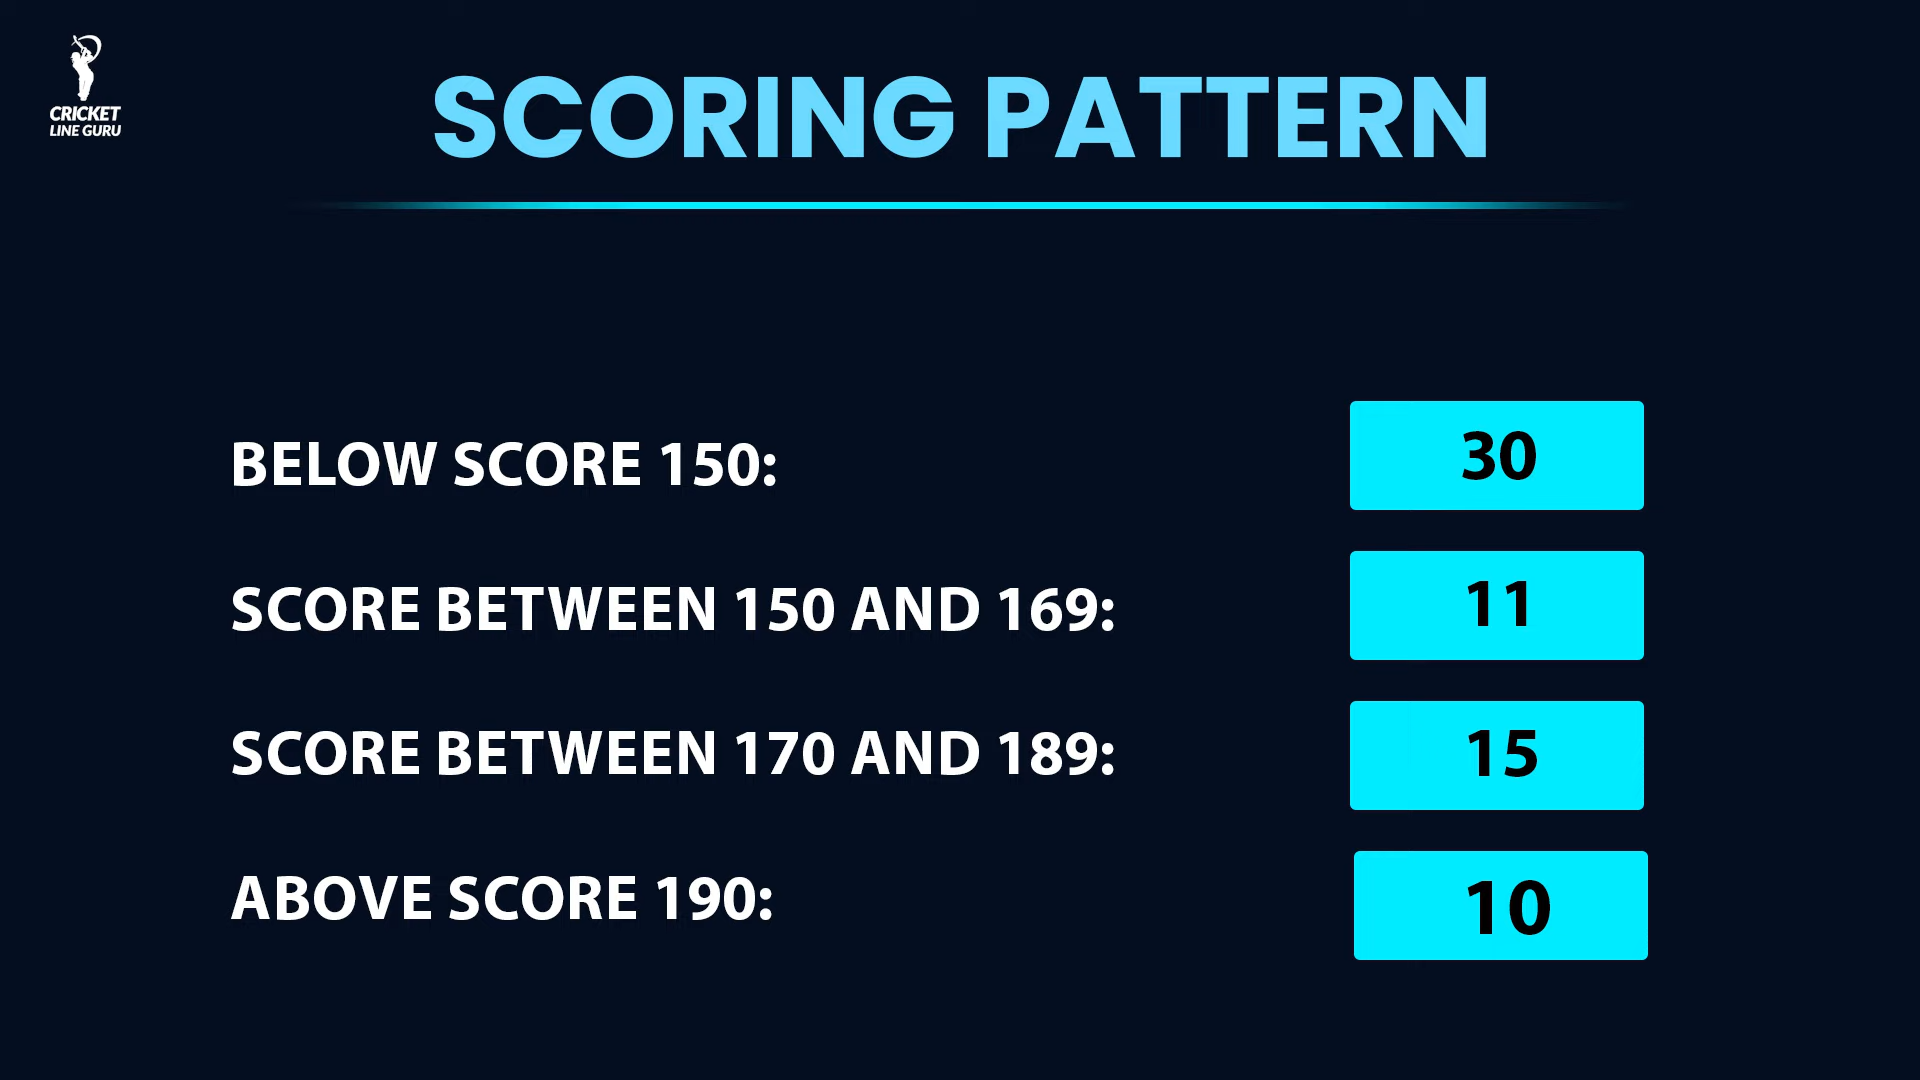 CRICKET
LINE GURU
SCORING PATTERN
BELOW SCORE 150: 30
SCORE BETWEEN 150 AND 169: 11
SCORE BETWEEN 170 AND 189: 15
ABOVE SCORE 190: 10